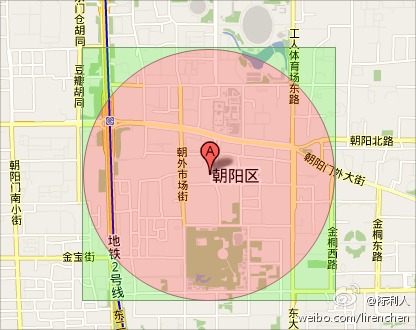 东门仓胡同
豆瓣胡同
工人体育场东路
朝阳北路
朝阳门外大街
朝外市场街
A
朝阳区
朝阳门南小街
金宝街
地铁2号线
金桐西路
金桐东路
东
东大
@标利人
weibo.com/lirenchen